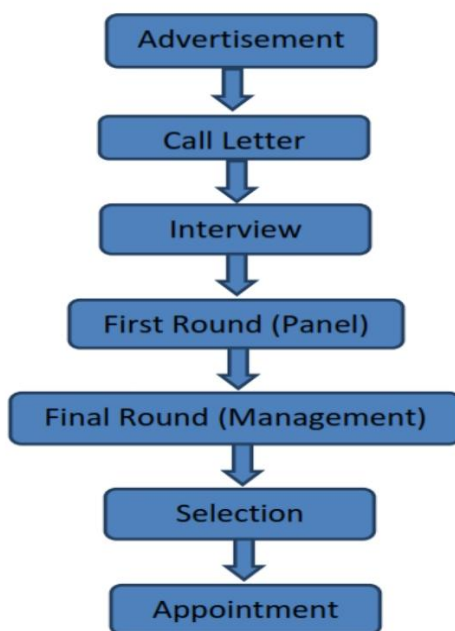 Advertisement
Call Letter
Interview
First Round (Panel)
Final Round (Management)
Selection
Appointment